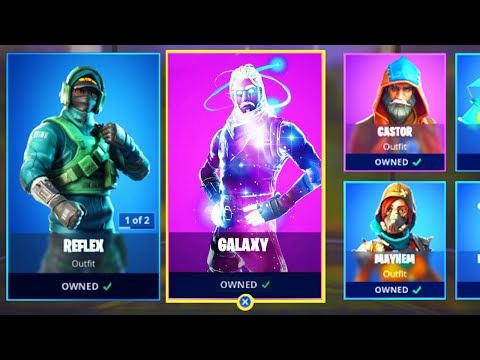 1 of 2
REFLEX
Outfit
OWNED
GALAXY
OWNED
CASTOR
Outfit
OWNED
MAYHEM
Outfit
OWNED